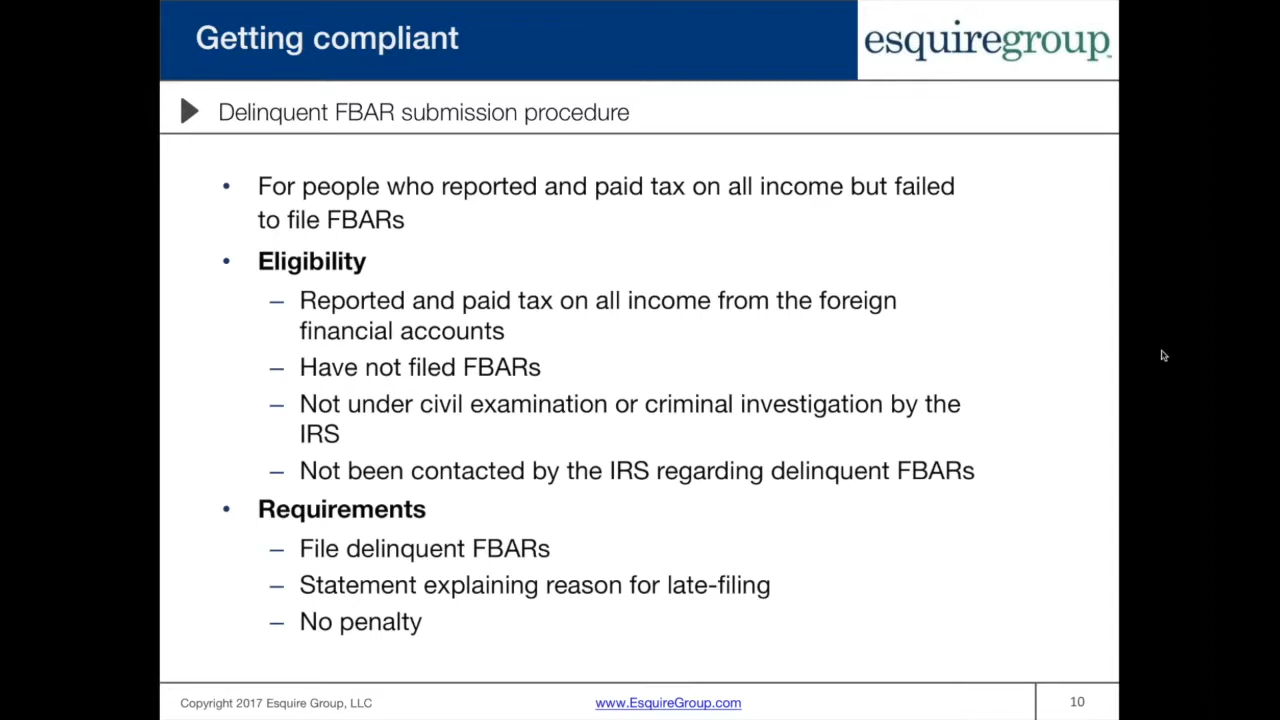 Getting compliant
esquiregroup™
Delinquent FBAR submission procedure
• For people who reported and paid tax on all income but failed
to file FBARs
• Eligibility
– Reported and paid tax on all income from the foreign
financial accounts
– Have not filed FBARs
– Not under civil examination or criminal investigation by the
IRS
– Not been contacted by the IRS regarding delinquent FBARs
• Requirements
– File delinquent FBARs
– Statement explaining reason for late-filing
– No penalty
Copyright 2017 Esquire Group, LLC
www.EsquireGroup.com
10